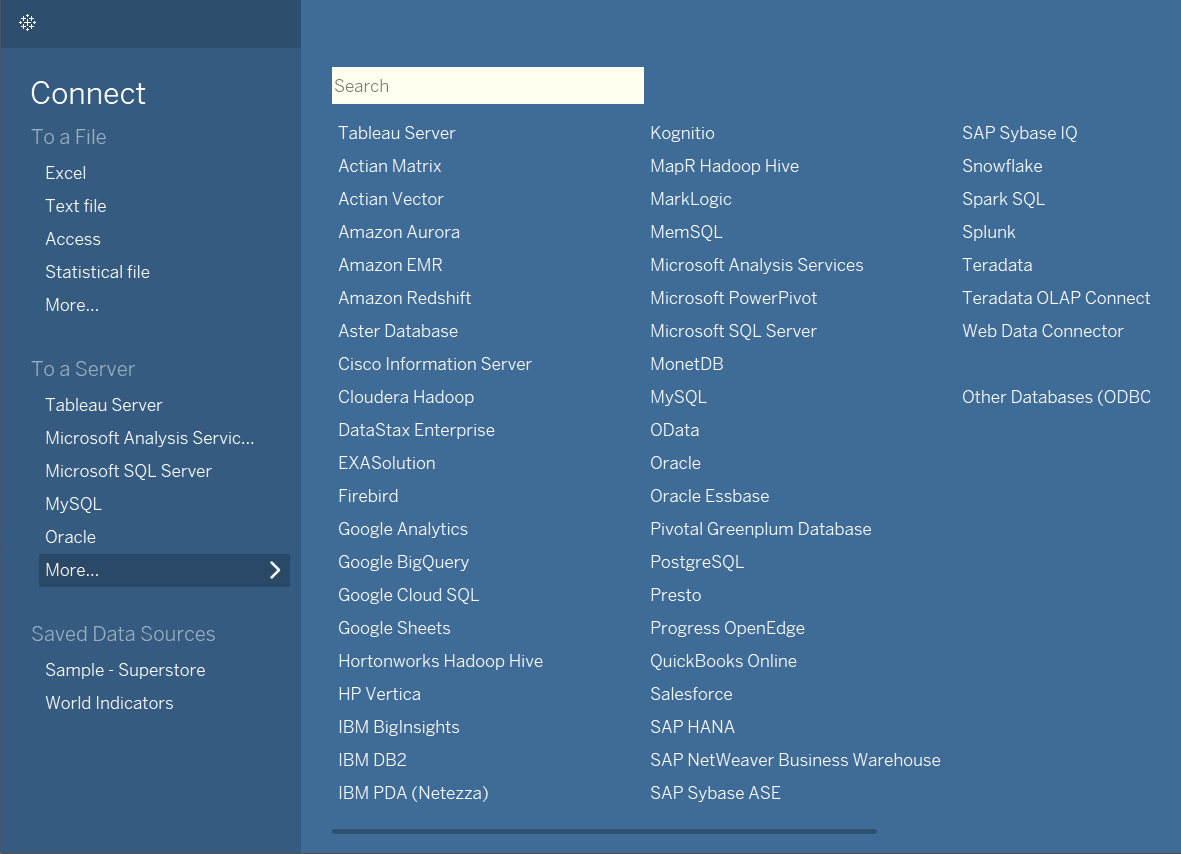 Connect
To a File
Excel
Text file
Access
Statistical file
More...
To a Server
Tableau Server
Microsoft Analysis Servic...
Microsoft SQL Server
MySQL
Oracle
More...
Saved Data Sources
Sample - Superstore
World Indicators
Search
Tableau Server
Actian Matrix
Actian Vector
Amazon Aurora
Amazon EMR
Amazon Redshift
Aster Database
Cisco Information Server
Cloudera Hadoop
DataStax Enterprise
EXASolution
Firebird
Google Analytics
Google BigQuery
Google Cloud SQL
Google Sheets
Hortonworks Hadoop Hive
HP Vertica
IBM BigInsights
IBM DB2
IBM PDA (Netezza)
Kognitio
MapR Hadoop Hive
MarkLogic
MemSQL
Microsoft Analysis Services
Microsoft PowerPivot
Microsoft SQL Server
MonetDB
MySQL
OData
Oracle
Oracle Essbase
Pivotal Greenplum Database
PostgreSQL
Presto
Progress OpenEdge
QuickBooks Online
Salesforce
SAP HANA
SAP NetWeaver Business Warehouse
SAP Sybase ASE
SAP Sybase IQ
Snowflake
Spark SQL
Splunk
Teradata
Teradata OLAP Connect
Web Data Connector
Other Databases (ODBC